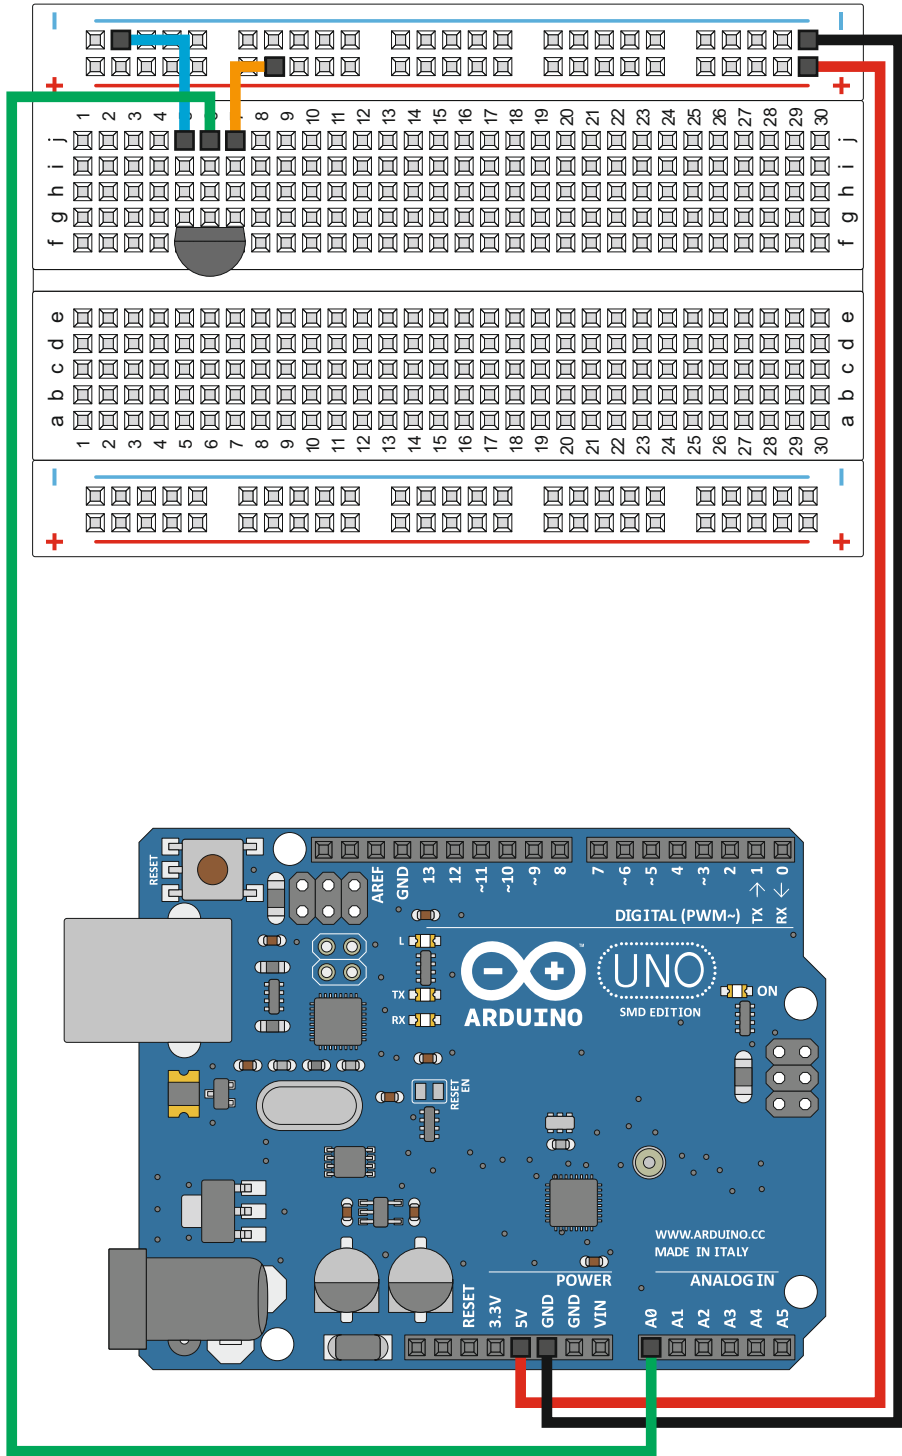 − −
+ +
1 2 3 4 5 7 8 9 10 11 12 13 14 15 16 17 18 19 20 21 22 23 24 25 26 27 28 29 30
j j
i i
h h
g g
f f
e e
d d
c c
b b
a a
1 2 3 4 5 6 7 8 9 10 11 12 13 14 15 16 17 18 19 20 21 22 23 24 25 26 27 28 29 30
− −
+ +
RESET
AREF GND 13 12 ~11 ~10 ~9 8 7 ~6 ~5 4 ~3 2 1 0
TX → RX ←
DIGITAL (PWM~)
L
TX
RX
ARDUINO
™
UNO
SMD EDITION
ON
RESET
EN
WWW.ARDUINO.CC
MADE IN ITALY
POWER
ANALOG IN
RESET 3.3V 5V GND GND VIN A0 A1 A2 A3 A4 A5